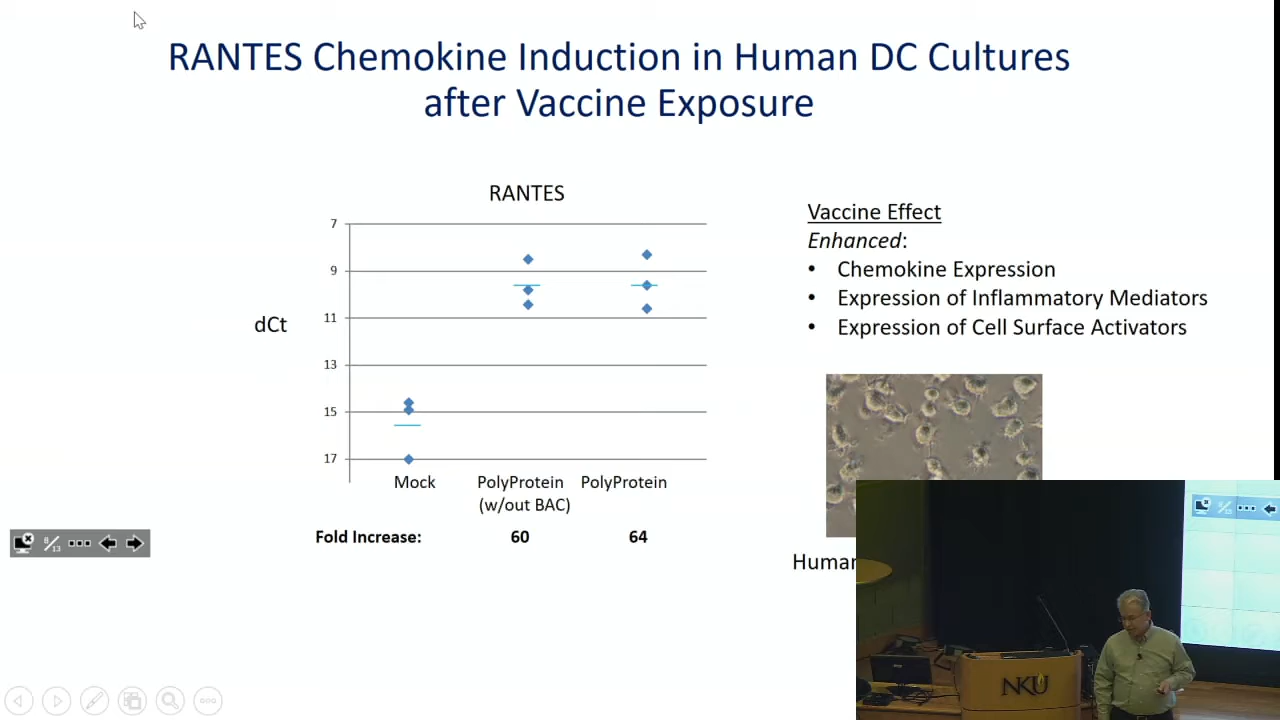 RANTES Chemokine Induction in Human DC Cultures
after Vaccine Exposure
RANTES
7
9
11
13
15
17
dCt
Mock
PolyProtein
(w/out BAC)
PolyProtein
Fold Increase:
60
64
Vaccine Effect
Enhanced:
• Chemokine Expression
• Expression of Inflammatory Mediators
• Expression of Cell Surface Activators
Human
8/13
NKU